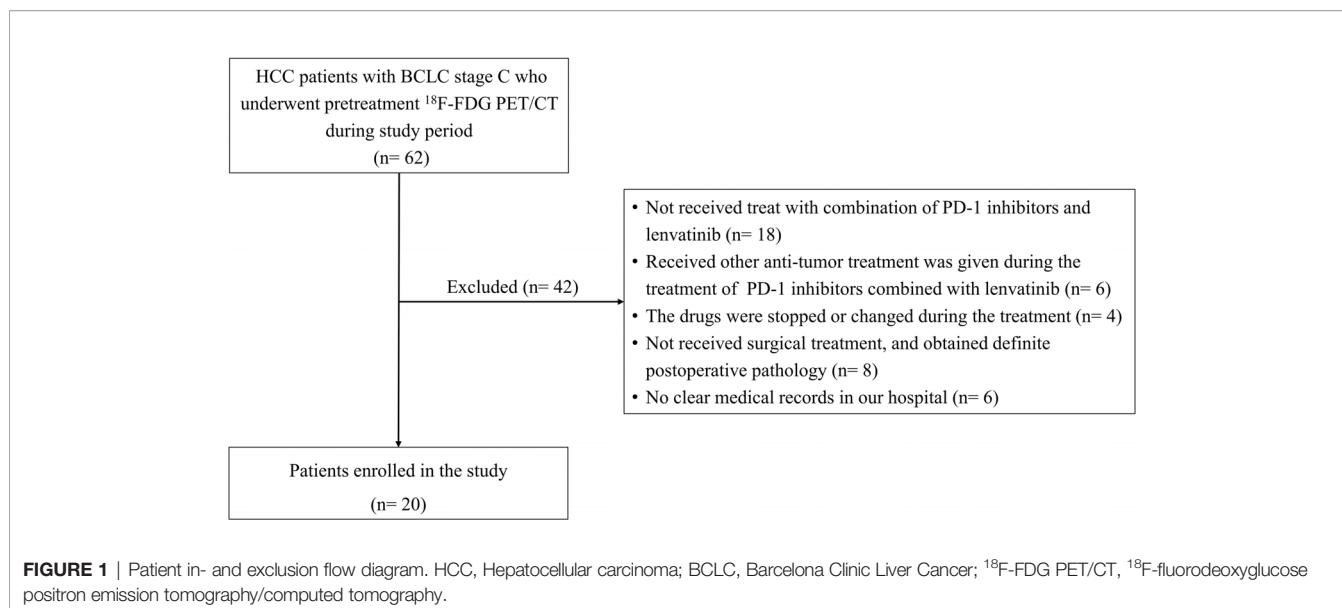 HCC patients with BCLC stage C who
underwent pretreatment ¹⁸F-FDG PET/CT
during study period
(n= 62)
• Not received treat with combination of PD-1 inhibitors and
lenvatinib (n= 18)
• Received other anti-tumor treatment was given during the
treatment of PD-1 inhibitors combined with lenvatinib (n= 6)
• The drugs were stopped or changed during the treatment (n= 4)
• Not received surgical treatment, and obtained definite
postoperative pathology (n= 8)
• No clear medical records in our hospital (n= 6)
Excluded (n= 42)
Patients enrolled in the study
(n= 20)
FIGURE 1 | Patient in- and exclusion flow diagram. HCC, Hepatocellular carcinoma; BCLC, Barcelona Clinic Liver Cancer; ¹⁸F-FDG PET/CT, ¹⁸F-fluorodeoxyglucose
positron emission tomography/computed tomography.